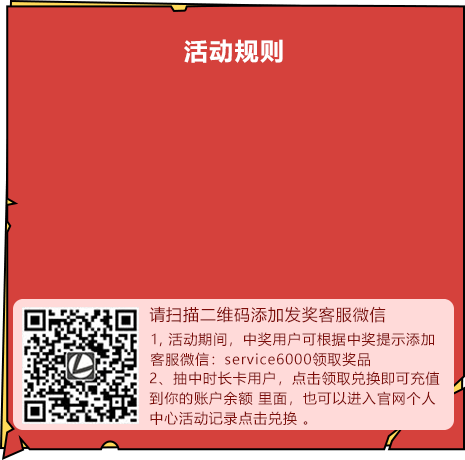 活动规则
请扫描二维码添加发奖客服微信
1, 活动期间，中奖用户可根据中奖提示添加
客服微信：service6000领取奖品
2、抽中时长卡用户，点击领取兑换即可充值
到你的账户余额 里面，也可以进入官网个人
中心活动记录点击兑换 。